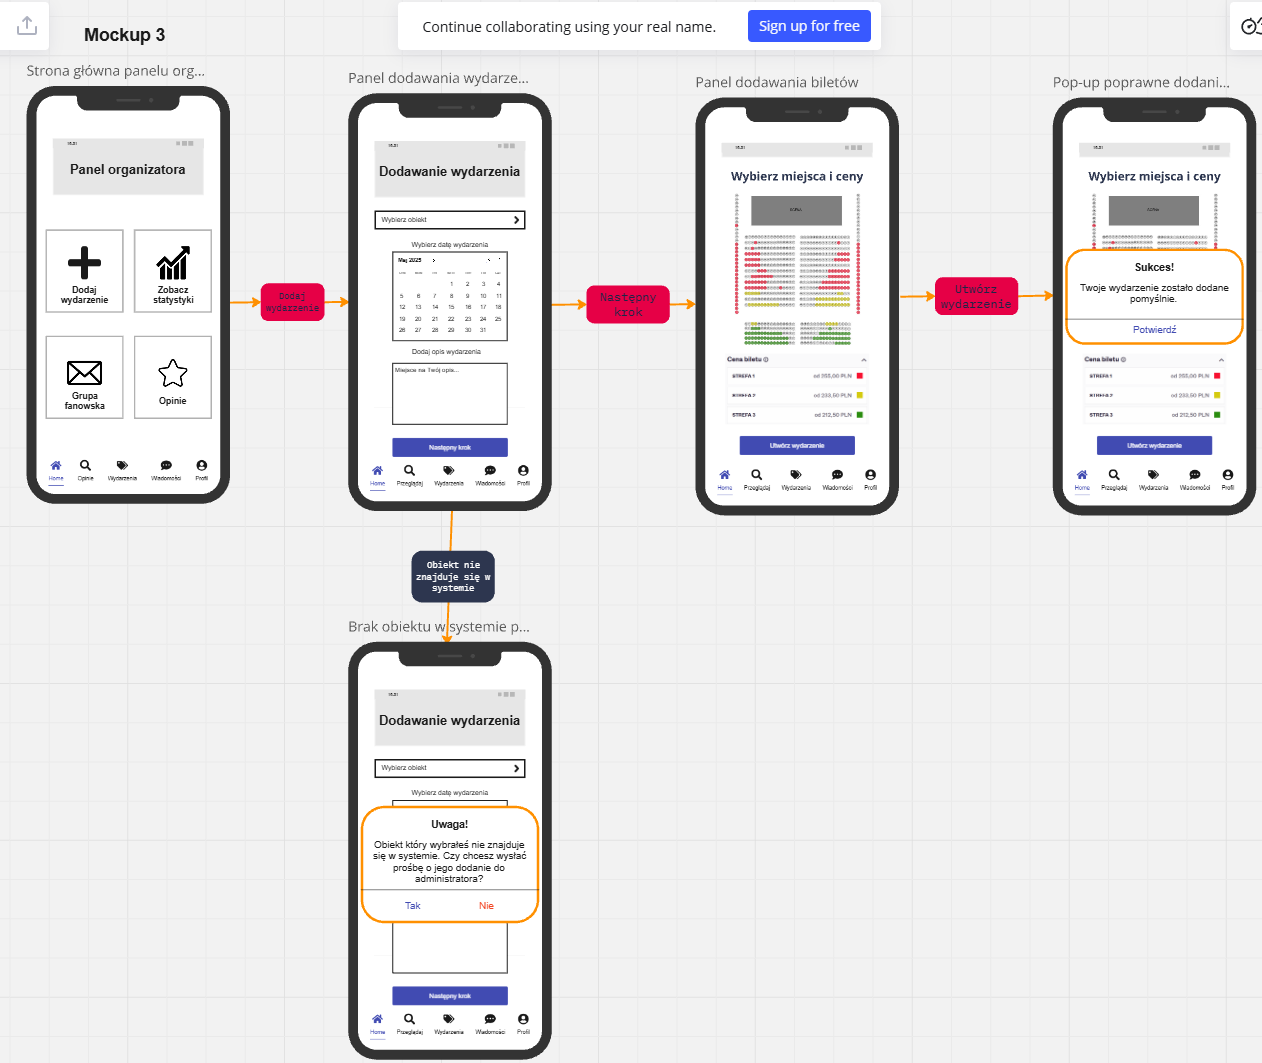 Continue collaborating using your real name.
Sign up for free
Mockup 3
Strona główna panelu org...
Panel organizatora
Dodaj
wydarzenie
Zobacz
statystyki
Grupa
fanowska
Opinie
Home
Opinie
Wydarzenia
Wiadomości
Profil
Dodaj
wydarzenie
Panel dodawania wydarze...
Dodawanie wydarzenia
Wybierz obiekt
Wybierz datę wydarzenia
Maj 2025
1 2 3
4 5 6 7 8 9 10
11 12 13 14 15 16 17
18 19 20 21 22 23 24
25 26 27 28 29 30 31
Dodaj opis wydarzenia
Miejsce na Twój opis...
Następny krok
Home
Przeglądaj
Wydarzenia
Wiadomości
Profil
Następny
krok
Panel dodawania biletów
Wybierz miejsca i ceny
Cena biletu
STREFA 1 od 255,00 PLN
STREFA 2 od 233,50 PLN
STREFA 3 od 212,50 PLN
Utwórz wydarzenie
Home
Przeglądaj
Wydarzenia
Wiadomości
Profil
Utwórz
wydarzenie
Pop-up poprawne dodani...
Wybierz miejsca i ceny
Sukces!
Twoje wydarzenie zostało dodane
pomyślnie.
Potwierdź
Cena biletu
STREFA 1 od 255,00 PLN
STREFA 2 od 233,50 PLN
STREFA 3 od 212,50 PLN
Utwórz wydarzenie
Home
Przeglądaj
Wydarzenia
Wiadomości
Profil
Obiekt nie
znajduje się w
systemie
Brak obiektu w systemie p...
Dodawanie wydarzenia
Wybierz obiekt
Wybierz datę wydarzenia
Uwaga!
Obiekt który wybrałeś nie znajduje
się w systemie. Czy chcesz wysłać
prośbę o jego dodanie do
administratora?
Tak
Nie
Następny krok
Home
Przeglądaj
Wydarzenia
Wiadomości
Profil